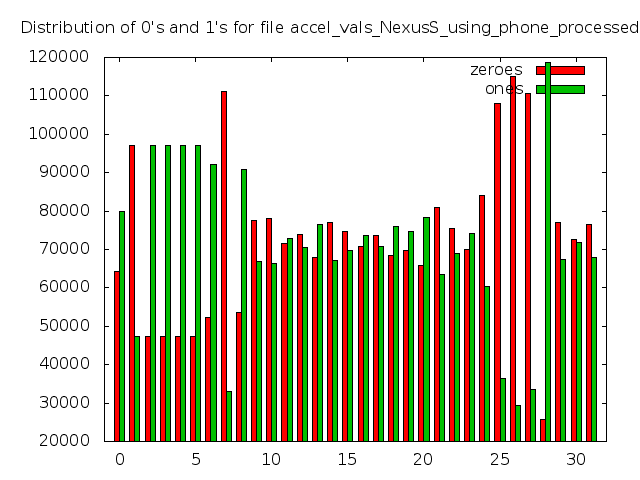 Distribution of 0's and 1's for file accel_vals_NexusS_using_phone_processed
120000
110000
100000
90000
80000
70000
60000
50000
40000
30000
20000
zeroes
ones
0 5 10 15 20 25 30